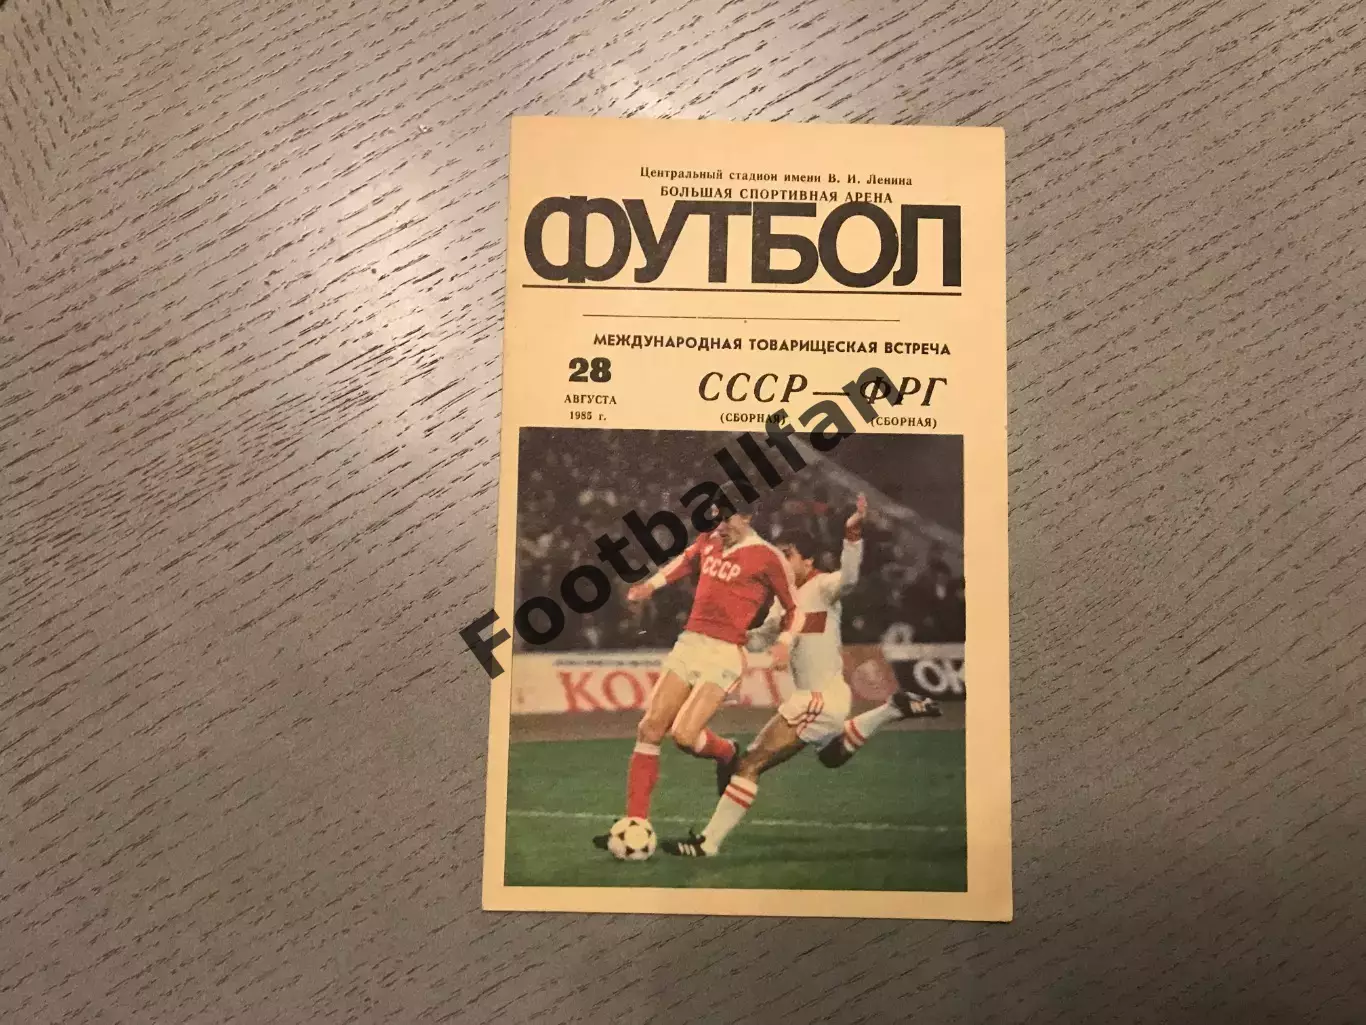 Центральный стадион имени В. И. Ленина
БОЛЬШАЯ СПОРТИВНАЯ АРЕНА
ФУТБОЛ
МЕЖДУНАРОДНАЯ ТОВАРИЩЕСКАЯ ВСТРЕЧА
28
АВГУСТА
1985 г.
СССР — ФРГ
(СБОРНАЯ) (СБОРНАЯ)
Footballfan
СССР